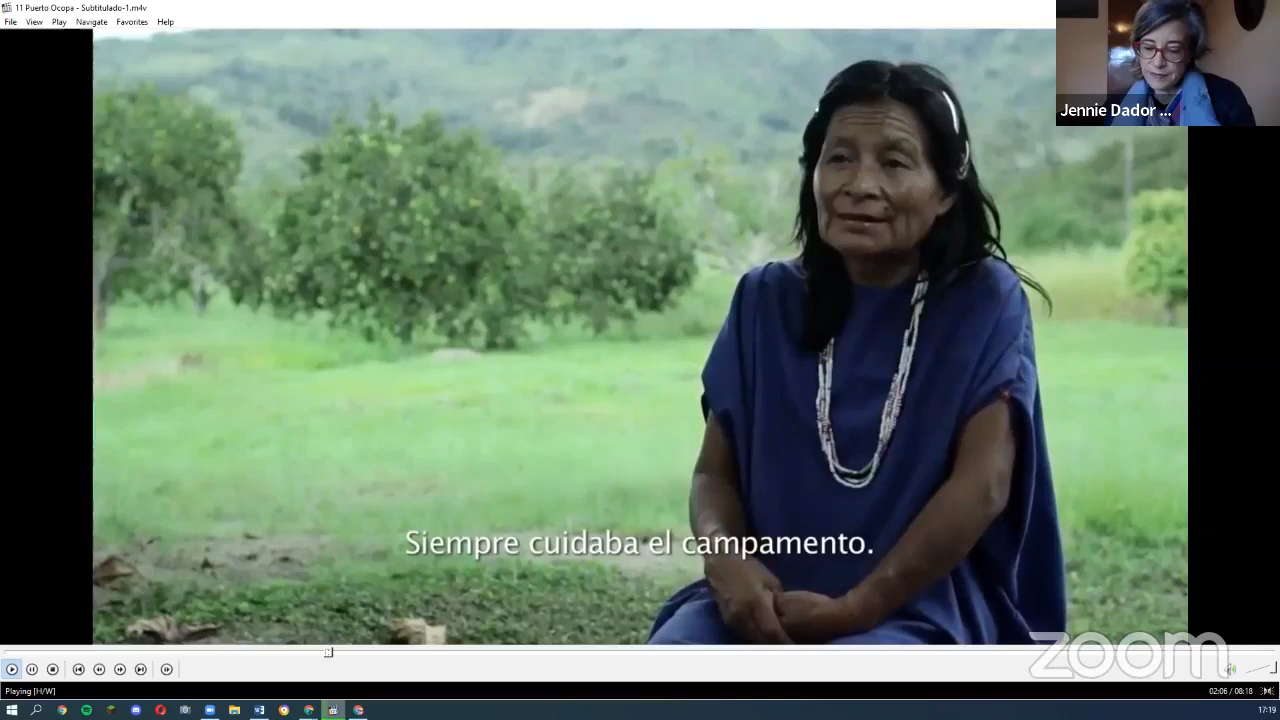 11 Puerto Ocopa - Subtitulado-1.m4v
File View Play Navigate Favorites Help
Jennie Dador ...
Siempre cuidaba el campamento.
zoom
Playing [H/W]
02:06 / 08:18
17:19